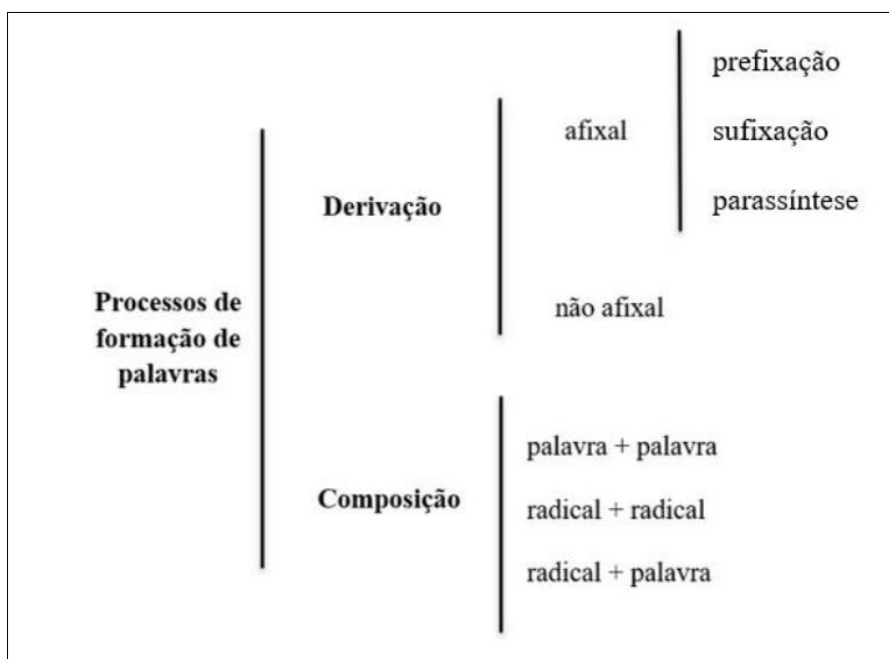 Processos de
formação de
palavras
Derivação
afixal
prefixação
sufixação
parassíntese
não afixal
Composição
palavra + palavra
radical + radical
radical + palavra